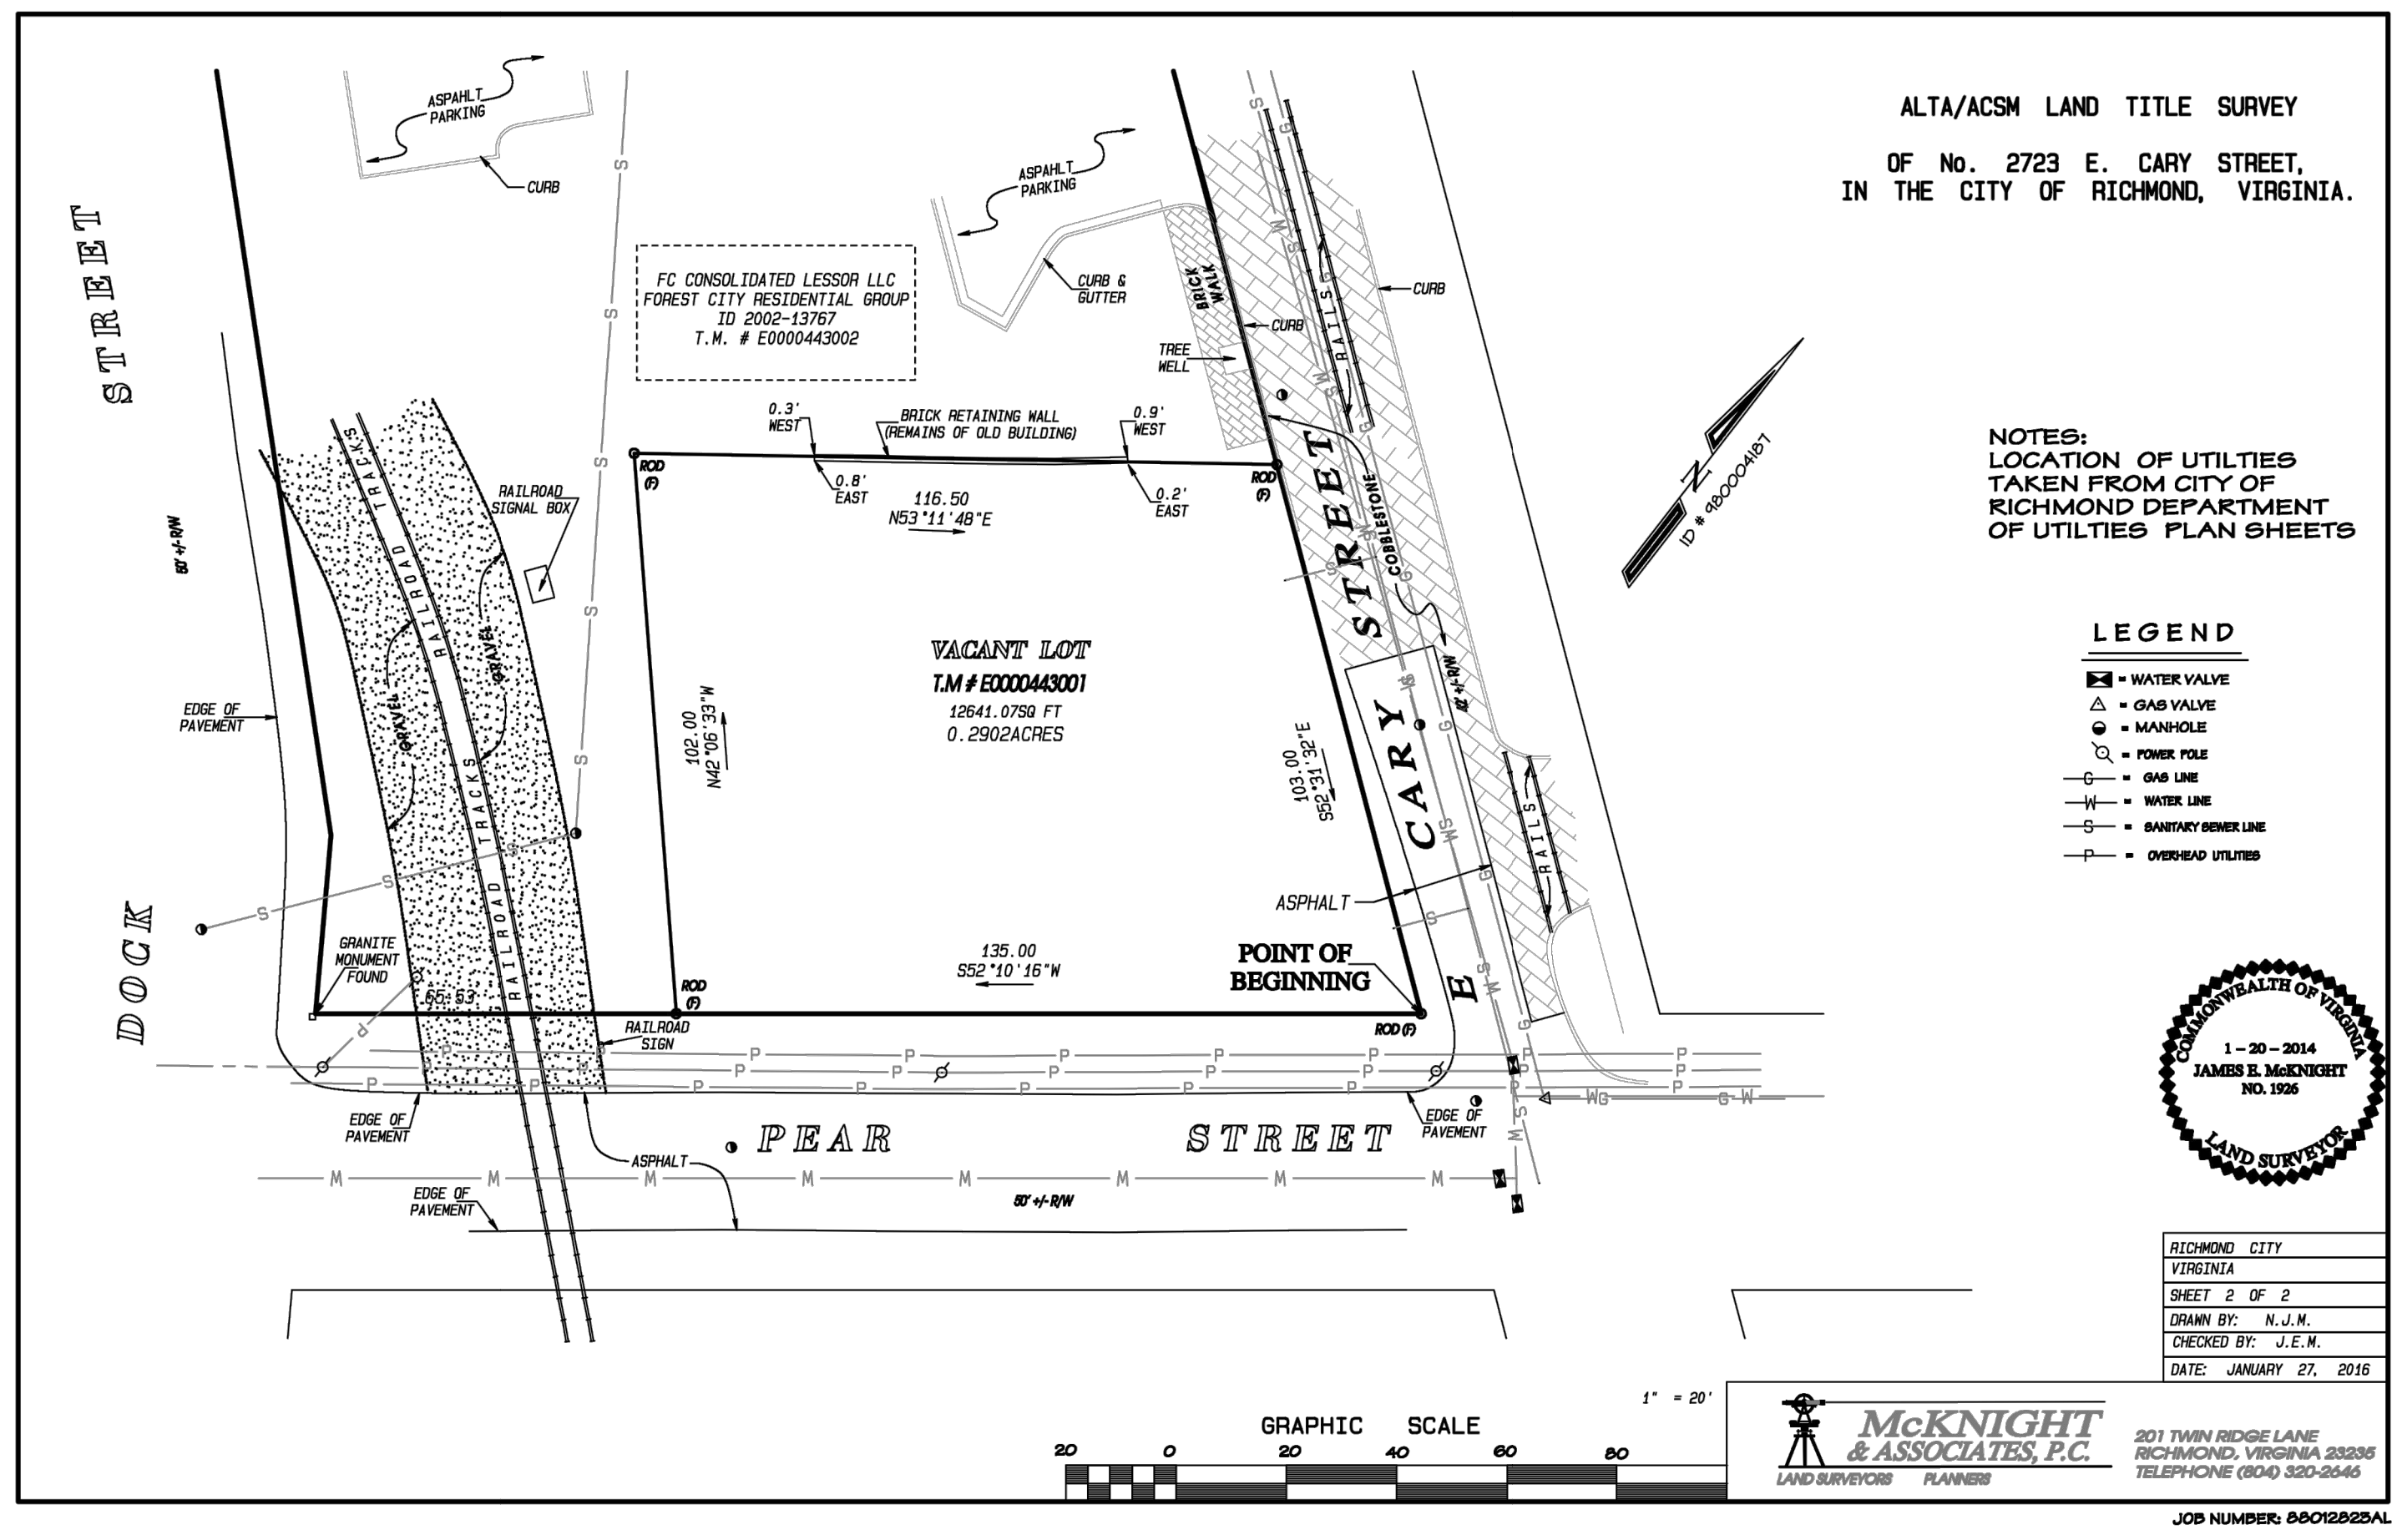 ALTA/ACSM LAND TITLE SURVEY
OF No. 2723 E. CARY STREET,
IN THE CITY OF RICHMOND, VIRGINIA.
ASPAHLT
PARKING
CURB
STREET
DOCK
60' +/- R/W
FC CONSOLIDATED LESSOR LLC
FOREST CITY RESIDENTIAL GROUP
ID 2002-13767
T.M. # E0000443002
ASPAHLT
PARKING
CURB &
GUTTER
BRICK
WALK
CURB
CURB
TREE
WELL
RAILS
0.3'
WEST
BRICK RETAINING WALL
(REMAINS OF OLD BUILDING)
0.9'
WEST
0.8'
EAST
0.2'
EAST
ROD
(F)
ROD
(F)
116.50
N53°11'48"E
RAILROAD
SIGNAL BOX
RAILROAD TRACKS
GRAVEL
GRAVEL
RAILROAD TRACKS
EDGE OF
PAVEMENT
VACANT LOT
T.M # E0000443001
12641.07SQ FT
0.2902ACRES
102.00
N42°06'33"W
103.00
S52°31'32"E
COBBLESTONE
E CARY STREET
42' +/- R/W
RAILS
ASPHALT
GRANITE
MONUMENT
FOUND
65.53
135.00
S52°10'16"W
POINT OF
BEGINNING
ROD
(F)
ROD (F)
RAILROAD
SIGN
EDGE OF
PAVEMENT
ASPHALT
PEAR STREET
EDGE OF
PAVEMENT
EDGE OF
PAVEMENT
50' +/- R/W
N
ID # 9800004187
NOTES:
LOCATION OF UTILTIES
TAKEN FROM CITY OF
RICHMOND DEPARTMENT
OF UTILTIES PLAN SHEETS
LEGEND
= WATER VALVE
= GAS VALVE
= MANHOLE
= POWER POLE
G = GAS LINE
W = WATER LINE
S = SANITARY SEWER LINE
P = OVERHEAD UTILITIES
COMMONWEALTH OF VIRGINIA
1 - 20 - 2014
JAMES E. McKNIGHT
NO. 1926
LAND SURVEYOR
RICHMOND CITY
VIRGINIA
SHEET 2 OF 2
DRAWN BY: N.J.M.
CHECKED BY: J.E.M.
DATE: JANUARY 27, 2016
1" = 20'
GRAPHIC SCALE
20 0 20 40 60 80
McKNIGHT
& ASSOCIATES, P.C.
LAND SURVEYORS PLANNERS
201 TWIN RIDGE LANE
RICHMOND, VIRGINIA 23235
TELEPHONE (804) 320-2646
JOB NUMBER: 88012823AL